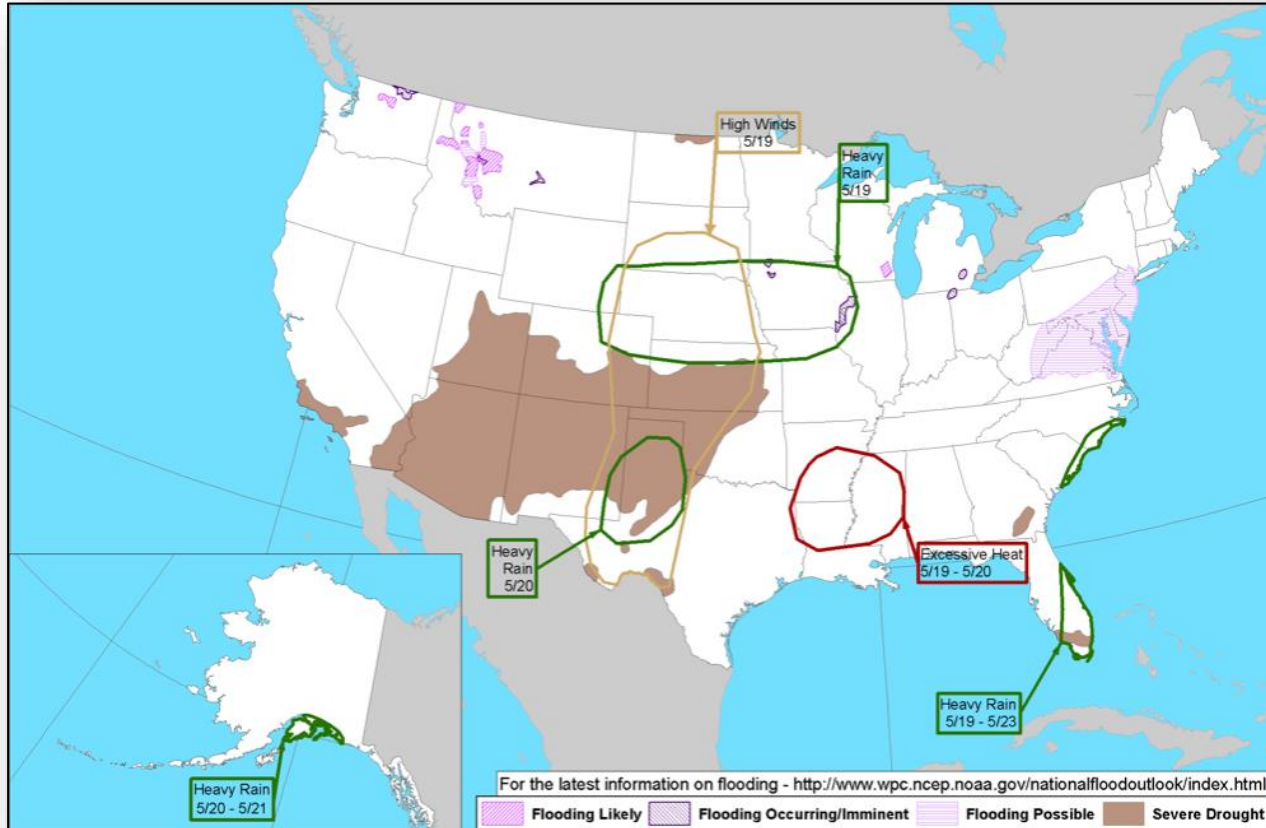 High Winds
5/19
Heavy
Rain
5/19
Heavy
Rain
5/20
Excessive Heat
5/19 - 5/20
Heavy Rain
5/19 - 5/23
Heavy Rain
5/20 - 5/21
For the latest information on flooding - http://www.wpc.ncep.noaa.gov/nationalfloodoutlook/index.html
Flooding Likely Flooding Occurring/Imminent Flooding Possible Severe Drought